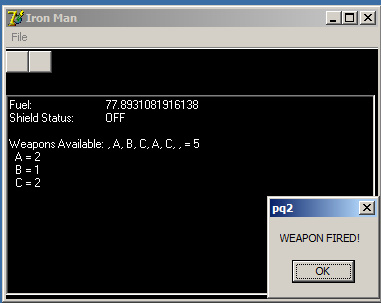 Iron Man
File
Fuel: 77.8931081916138
Shield Status: OFF
Weapons Available: , A, B, C, A, C, , = 5
A = 2
B = 1
C = 2
pq2
WEAPON FIRED!
OK